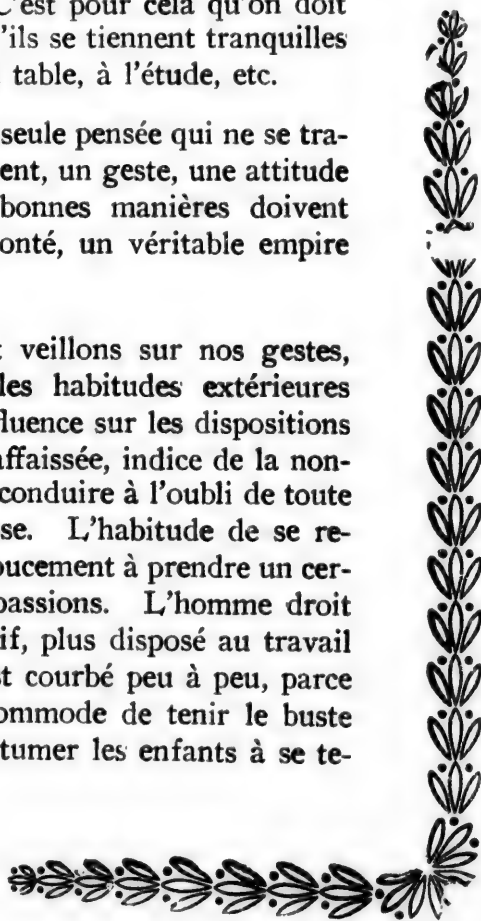 C'est pour cela qu'on doit
'ils se tiennent tranquilles
table, à l'étude, etc.
seule pensée qui ne se tra-
ent, un geste, une attitude
bonnes manières doivent
onté, un véritable empire
veillons sur nos gestes,
les habitudes extérieures
luence sur les dispositions
affaissée, indice de la non-
conduire à l'oubli de toute
se. L'habitude de se re-
oucement à prendre un cer-
passions. L'homme droit
if, plus disposé au travail
st courbé peu à peu, parce
ommode de tenir le buste
tumer les enfants à se te-